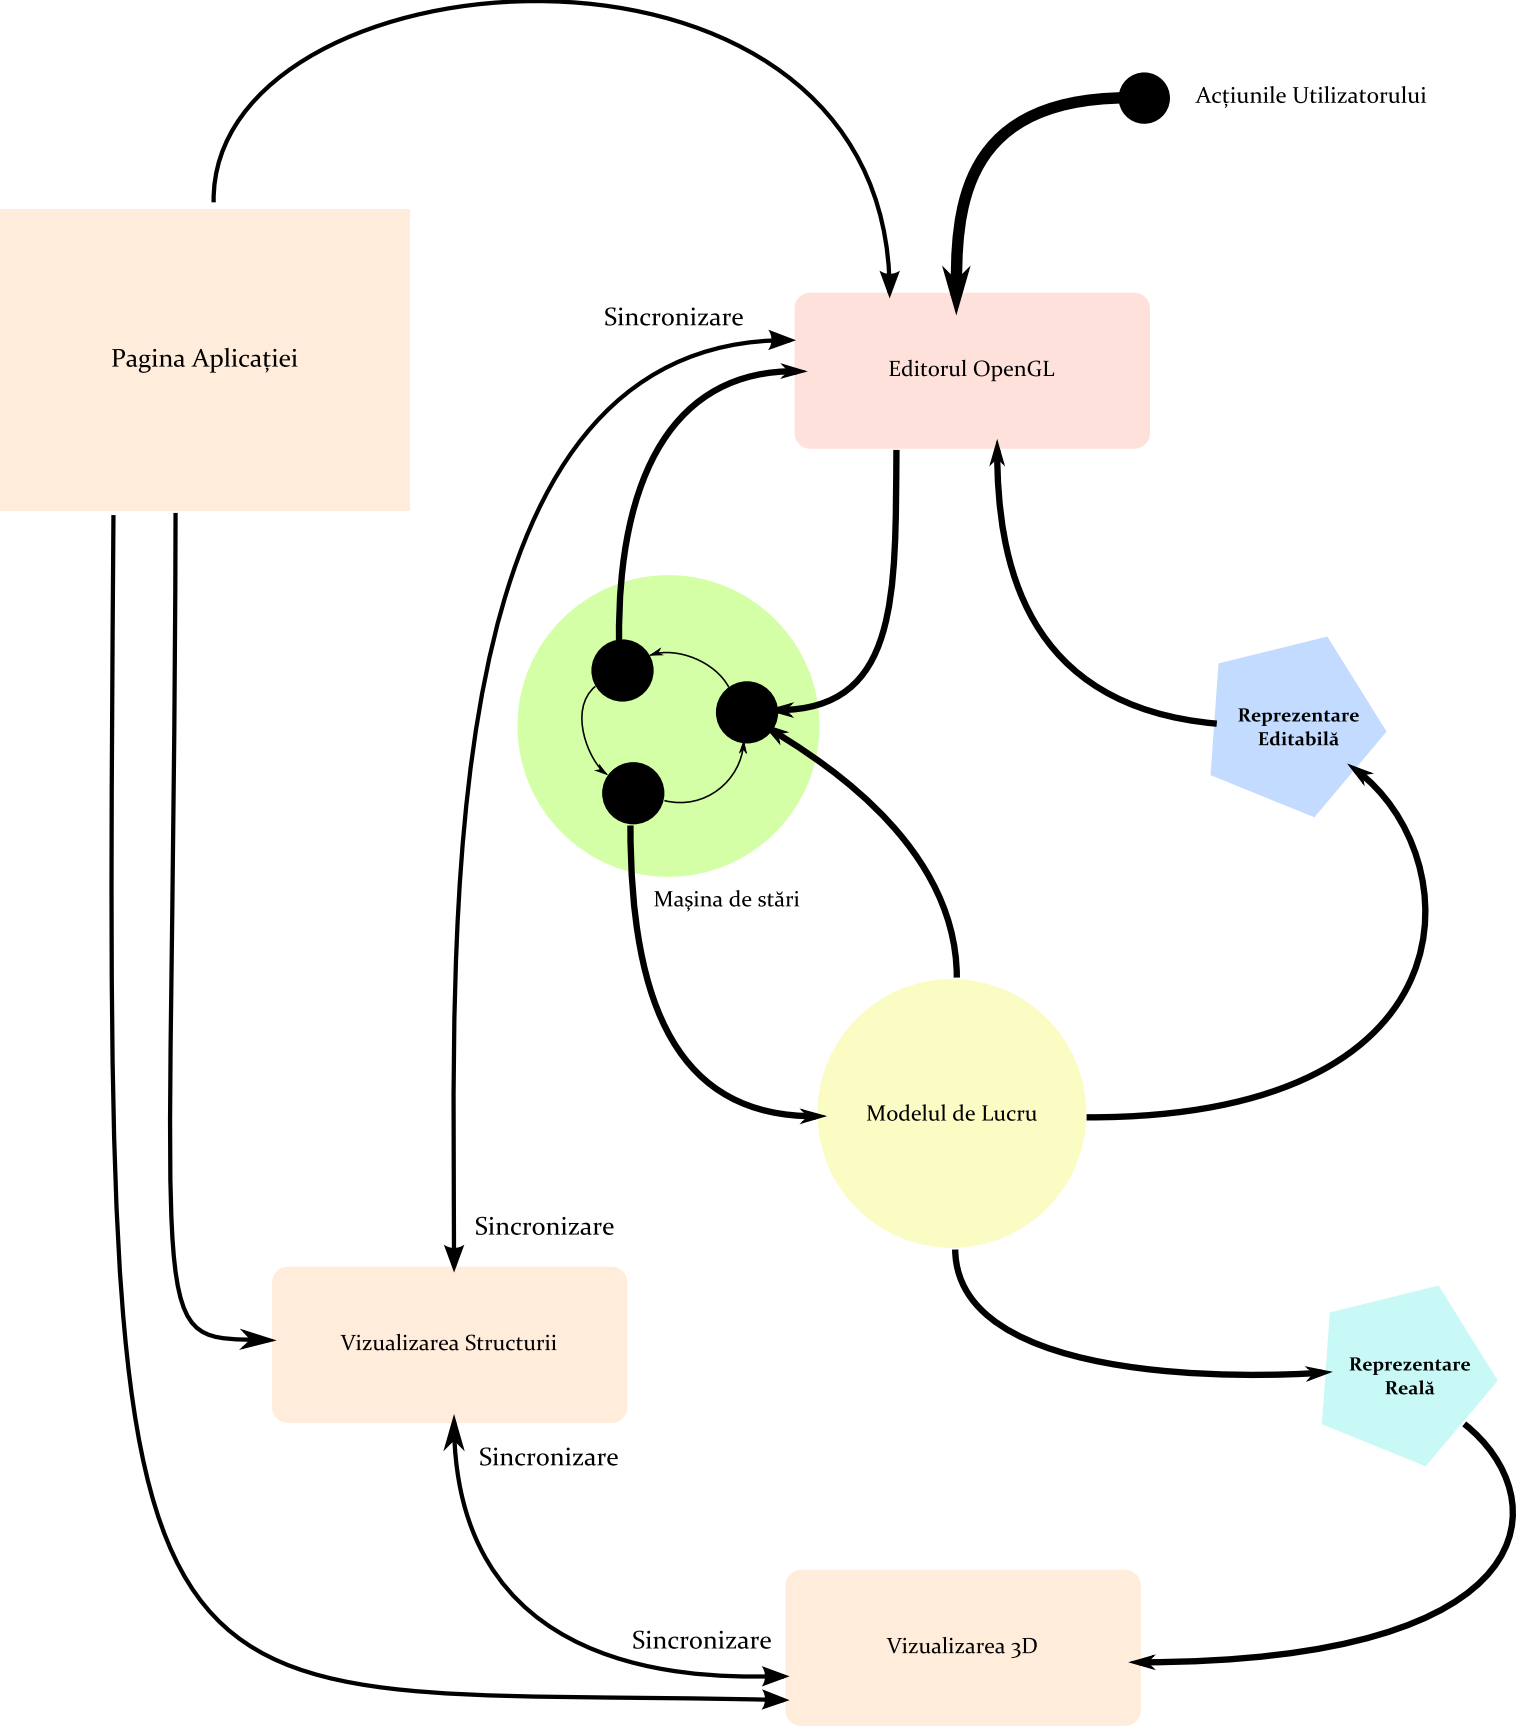 Acțiunile Utilizatorului
Sincronizare
Pagina Aplicației
Editorul OpenGL
Reprezentare
Editabilă
Mașina de stări
Modelul de Lucru
Sincronizare
Vizualizarea Structurii
Reprezentare
Reală
Sincronizare
Sincronizare
Vizualizarea 3D